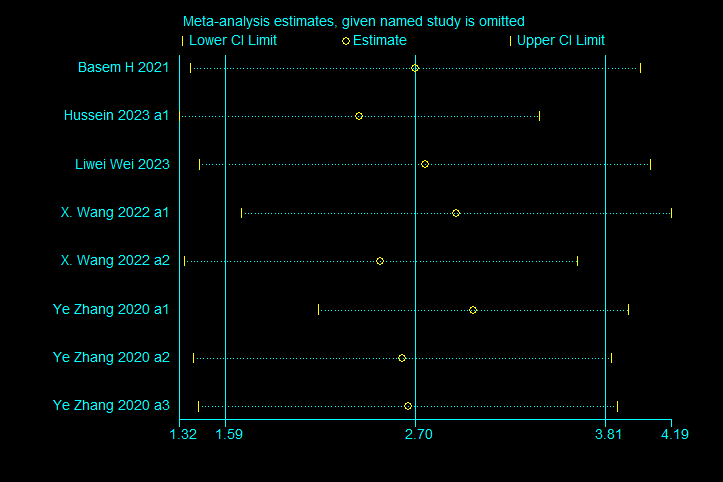 Meta-analysis estimates, given named study is omitted
Lower CI Limit Estimate Upper CI Limit
Basem H 2021
Hussein 2023 a1
Liwei Wei 2023
X. Wang 2022 a1
X. Wang 2022 a2
Ye Zhang 2020 a1
Ye Zhang 2020 a2
Ye Zhang 2020 a3
1.32 1.59 2.70 3.81 4.19